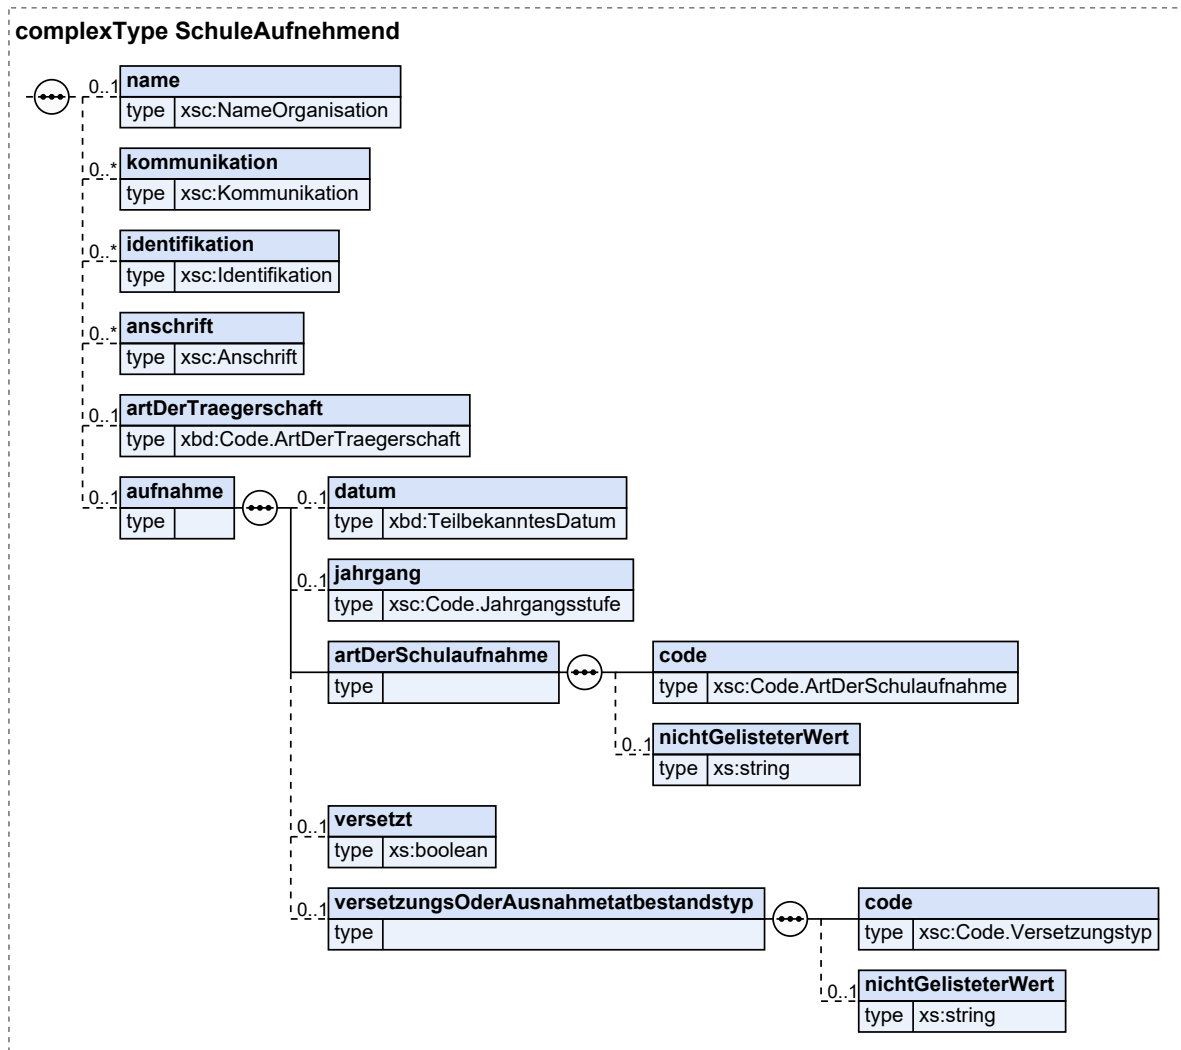 complexType SchuleAufnehmend
0..1 name
type xsc:NameOrganisation
0..* kommunikation
type xsc:Kommunikation
0..* identifikation
type xsc:Identifikation
0..* anschrift
type xsc:Anschrift
0..1 artDerTraegerschaft
type xbd:Code.ArtDerTraegerschaft
0..1 aufnahme
type
0..1 datum
type xbd:TeilbekanntesDatum
0..1 jahrgang
type xsc:Code.Jahrgangsstufe
artDerSchulaufnahme
type
code
type xsc:Code.ArtDerSchulaufnahme
0..1 nichtGelisteterWert
type xs:string
0..1 versetzt
type xs:boolean
0..1 versetzungsOderAusnahmetatbestandstyp
type
code
type xsc:Code.Versetzungstyp
0..1 nichtGelisteterWert
type xs:string